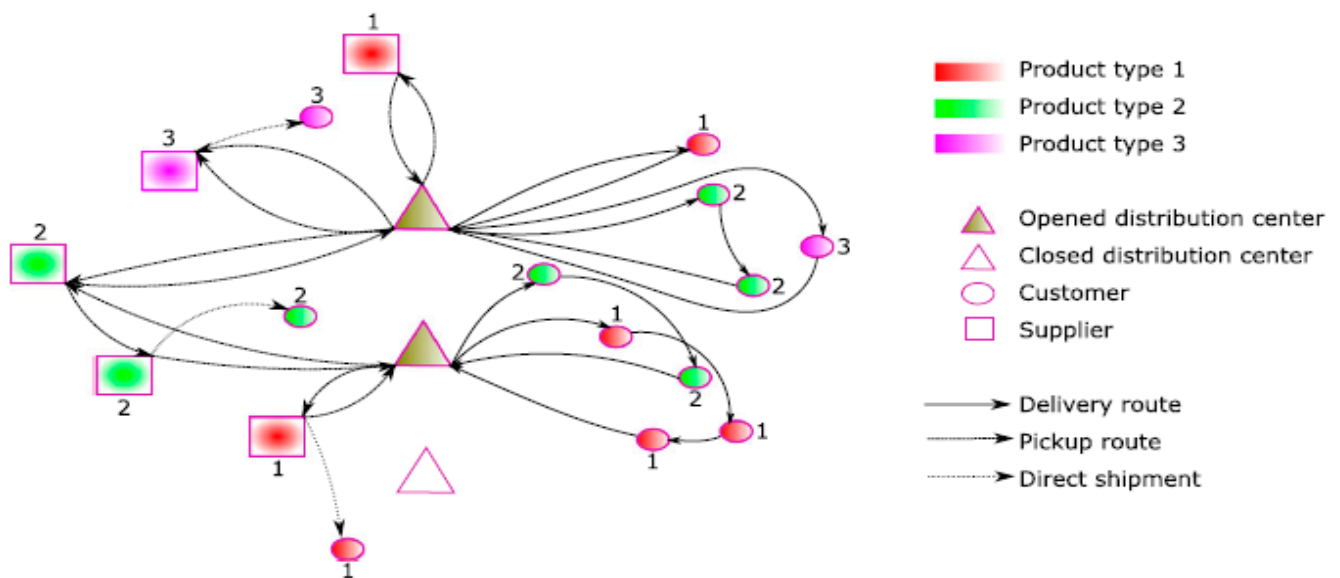 1
3
3
1
2
3
2
2
2
2
1
2
2
1
1
1
1
Product type 1
Product type 2
Product type 3
Opened distribution center
Closed distribution center
Customer
Supplier
Delivery route
Pickup route
Direct shipment